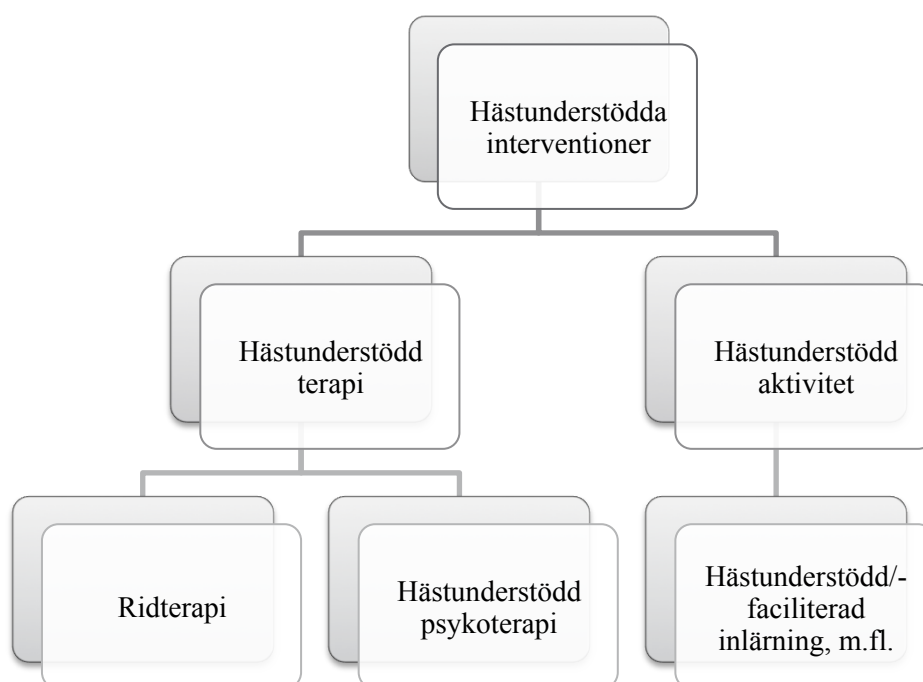 Hästunderstödda
interventioner
Hästunderstödd
terapi
Hästunderstödd
aktivitet
Ridterapi
Hästunderstödd
psykoterapi
Hästunderstödd/-
faciliterad
inlärning, m.fl.